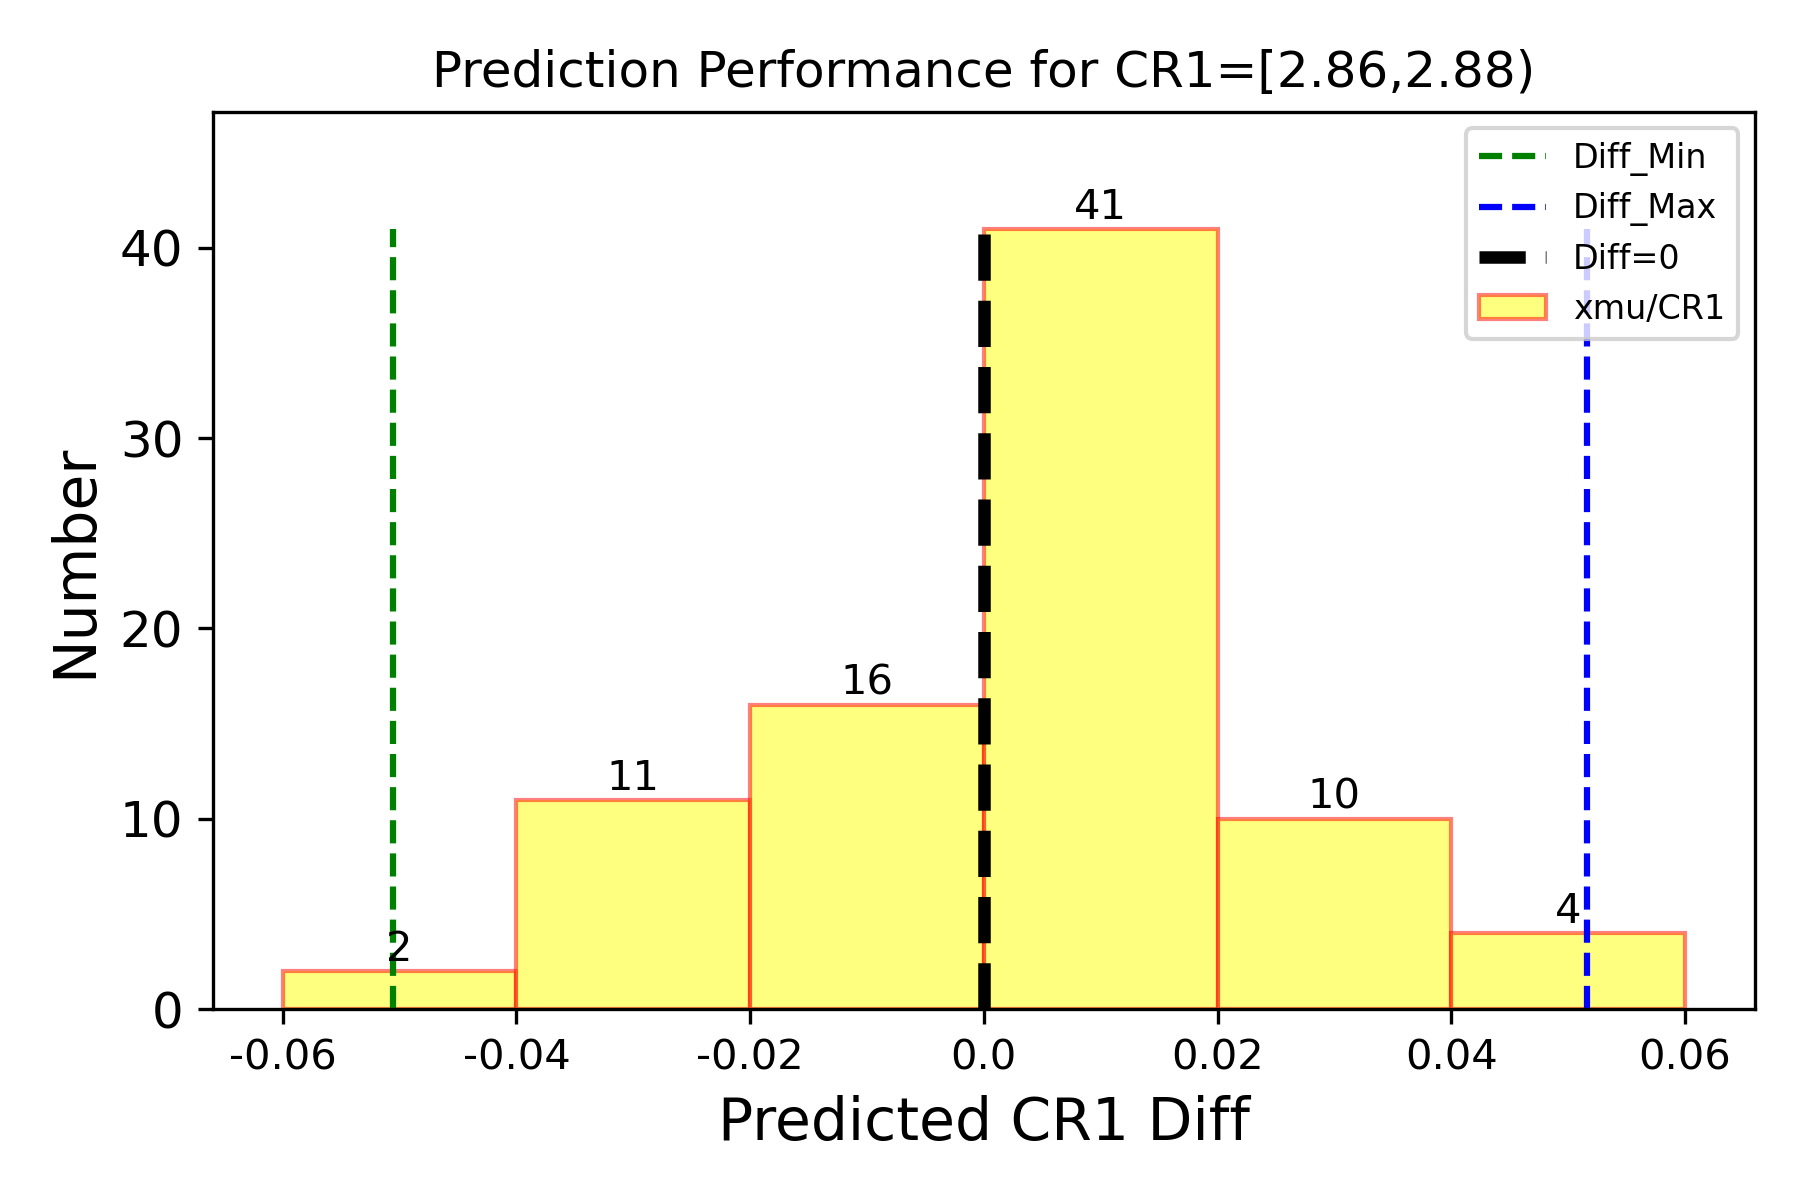 Prediction Performance for CR1=[2.86,2.88)
Diff_Min
Diff_Max
Diff=0
xmu/CR1
Number
40
30
20
10
0
2
11
16
41
10
4
-0.06
-0.04
-0.02
0.0
0.02
0.04
0.06
Predicted CR1 Diff